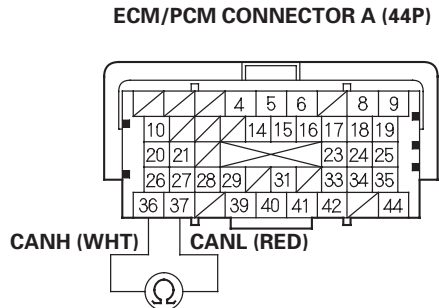 ECM/PCM CONNECTOR A (44P)
4 5 6 8 9
10 14 15 16 17 18 19
20 21 23 24 25
26 27 28 29 31 33 34 35
36 37 39 40 41 42 44
CANH (WHT) CANL (RED)
Ω